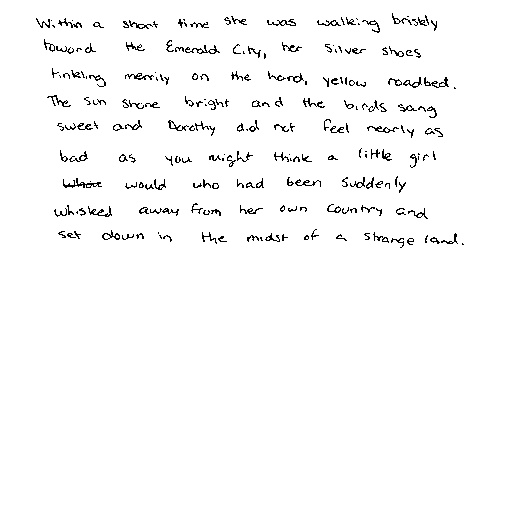 Within a short time she was walking briskly
toward the Emerald City, her Silver Shoes
tinkling merrily on the hard, yellow roadbed.
The sun shone bright and the birds sang
sweet and Dorothy did not feel nearly as
bad as you might think a little girl
would who had been suddenly
whisked away from her own country and
set down in the midst of a strange land.